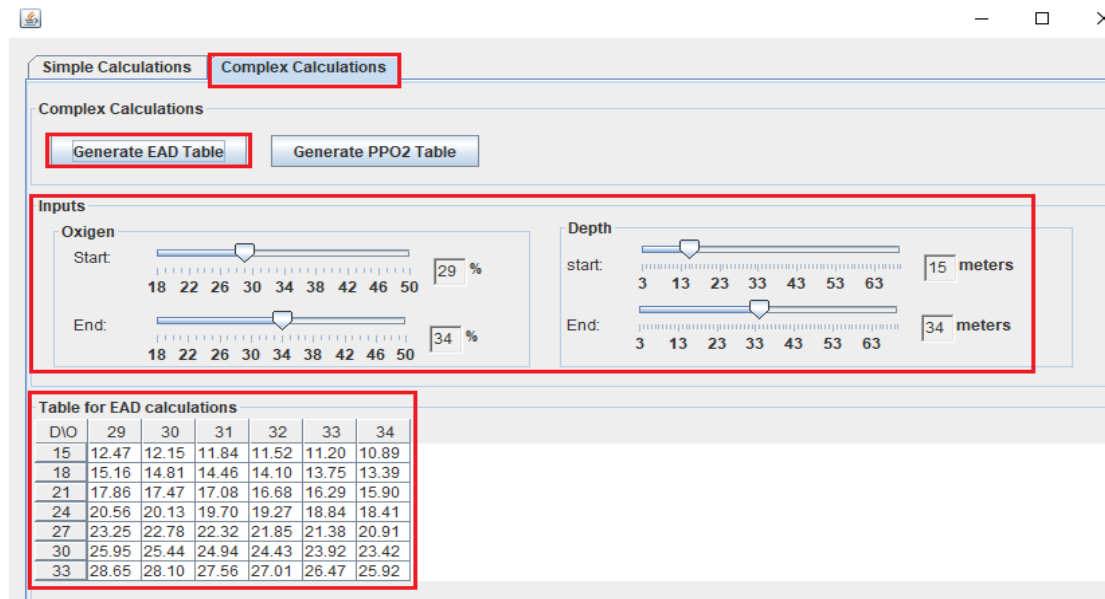 Simple Calculations Complex Calculations
Complex Calculations
Generate EAD Table Generate PPO2 Table
Inputs
Oxigen
Start:
29 %
18 22 26 30 34 38 42 46 50
End:
34 %
18 22 26 30 34 38 42 46 50
Depth
start:
15 meters
3 13 23 33 43 53 63
End:
34 meters
3 13 23 33 43 53 63
Table for EAD calculations
D\O 29 30 31 32 33 34
15 12.47 12.15 11.84 11.52 11.20 10.89
18 15.16 14.81 14.46 14.10 13.75 13.39
21 17.86 17.47 17.08 16.68 16.29 15.90
24 20.56 20.13 19.70 19.27 18.84 18.41
27 23.25 22.78 22.32 21.85 21.38 20.91
30 25.95 25.44 24.94 24.43 23.92 23.42
33 28.65 28.10 27.56 27.01 26.47 25.92